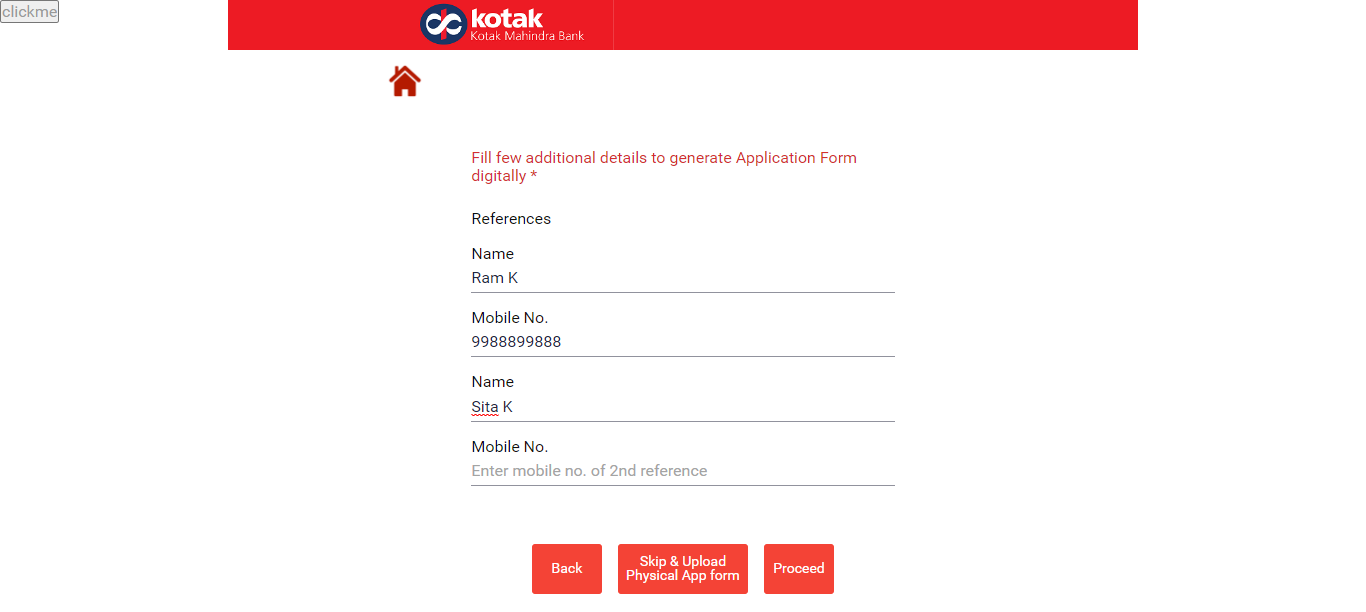 clickme
kotak
Kotak Mahindra Bank
Fill few additional details to generate Application Form
digitally *
References
Name
Ram K
Mobile No.
9988899888
Name
Sita K
Mobile No.
Enter mobile no. of 2nd reference
Back
Skip & Upload
Physical App form
Proceed